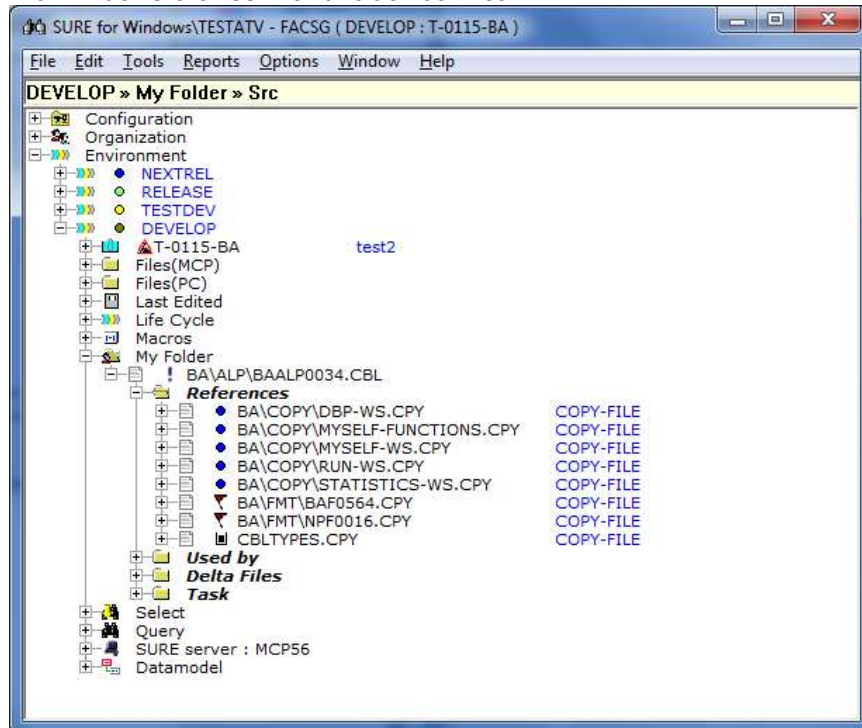 SURE for Windows\TESTATV - FACSG ( DEVELOP : T-0115-BA )
File Edit Tools Reports Options Window Help
DEVELOP » My Folder » Src
Configuration
Organization
Environment
NEXTREL
RELEASE
TESTDEV
DEVELOP
T-0115-BA test2
Files(MCP)
Files(PC)
Last Edited
Life Cycle
Macros
My Folder
! BA\ALP\BAALP0034.CBL
References
BA\COPY\DBP-WS.CPY COPY-FILE
BA\COPY\MYSELF-FUNCTIONS.CPY COPY-FILE
BA\COPY\MYSELF-WS.CPY COPY-FILE
BA\COPY\RUN-WS.CPY COPY-FILE
BA\COPY\STATISTICS-WS.CPY COPY-FILE
BA\FMT\BAF0564.CPY COPY-FILE
BA\FMT\NPF0016.CPY COPY-FILE
CBLTYPES.CPY COPY-FILE
Used by
Delta Files
Task
Select
Query
SURE server : MCP56
Datamodel